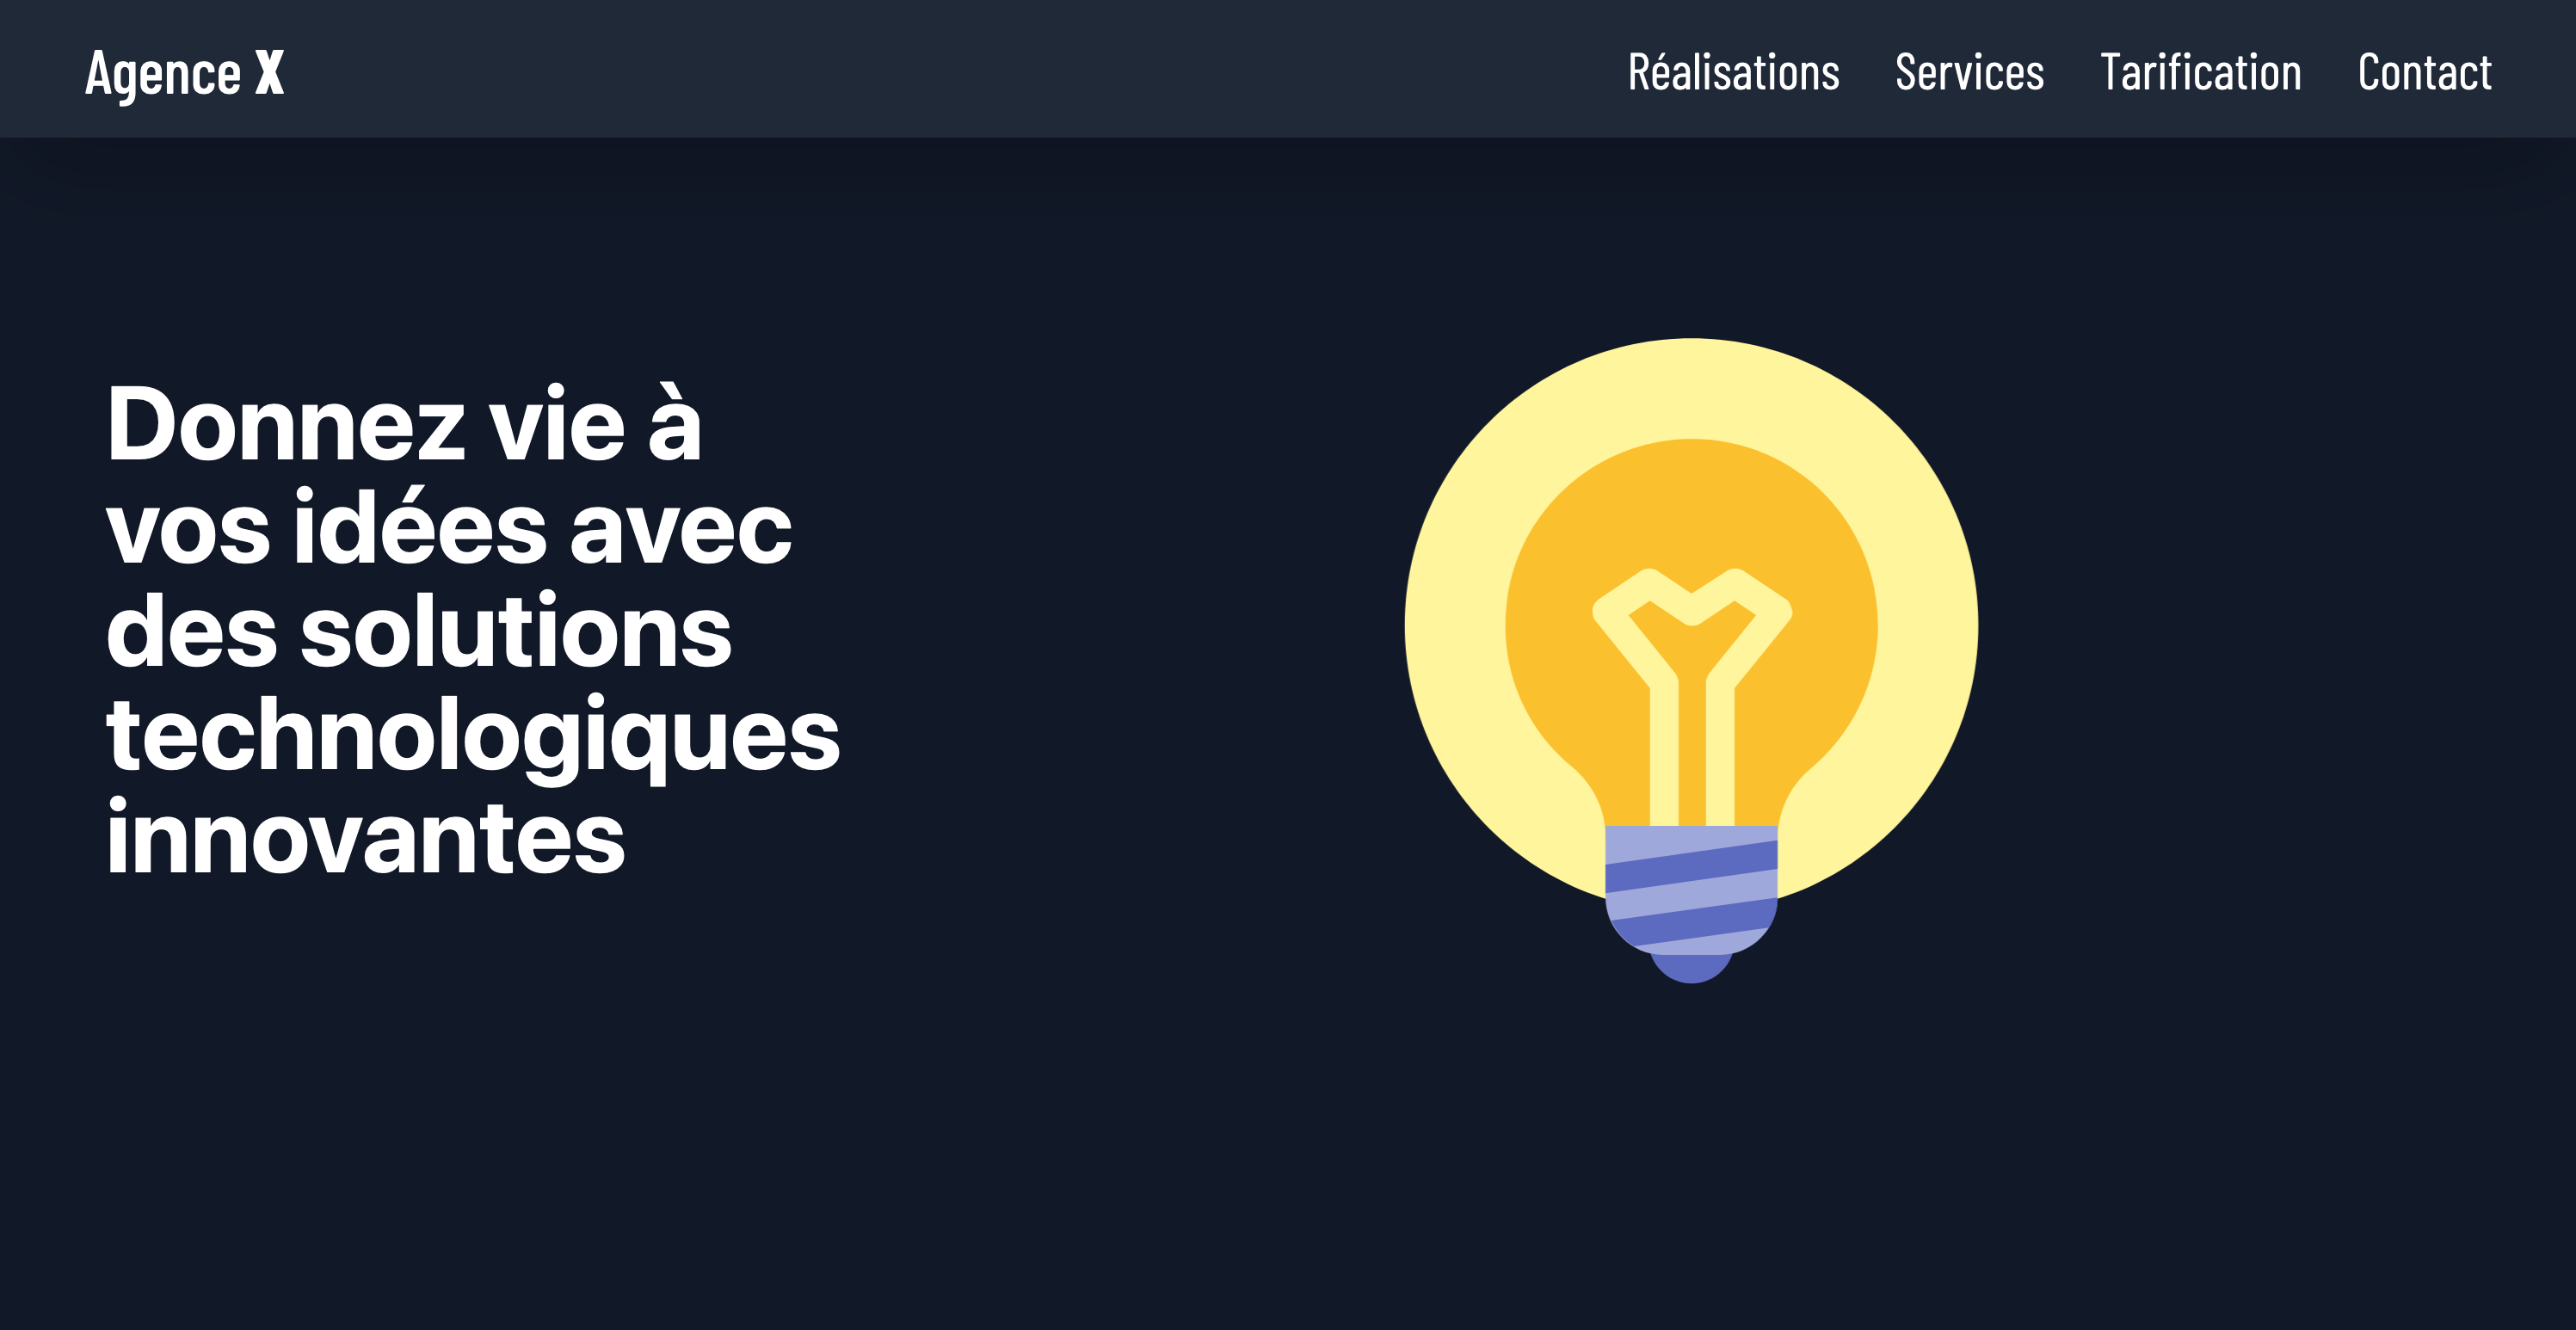 Agence X
Réalisations Services Tarification Contact
Donnez vie à
vos idées avec
des solutions
technologiques
innovantes